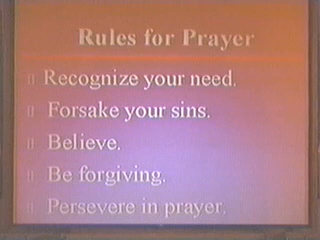 Rules for Prayer
Recognize your need.
Forsake your sins.
Believe.
Be forgiving.
Persevere in prayer.